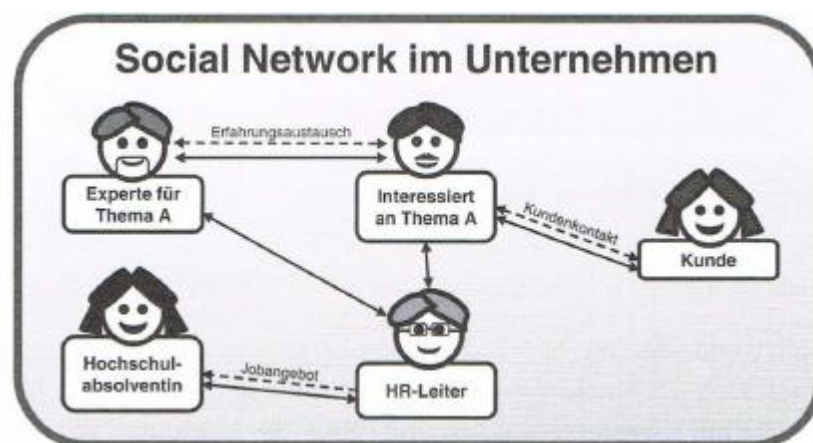 Social Network im Unternehmen
Erfahrungsaustausch
Experte für
Thema A
Interessiert
an Thema A
Kundenkontakt
Kunde
Hochschul-
absolventin
Jobangebot
HR-Leiter